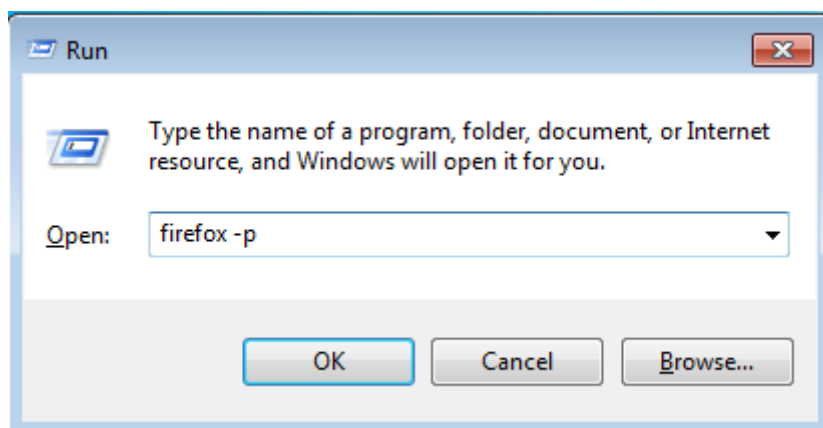 Run
Type the name of a program, folder, document, or Internet
resource, and Windows will open it for you.
Open: firefox -p
OK Cancel Browse...